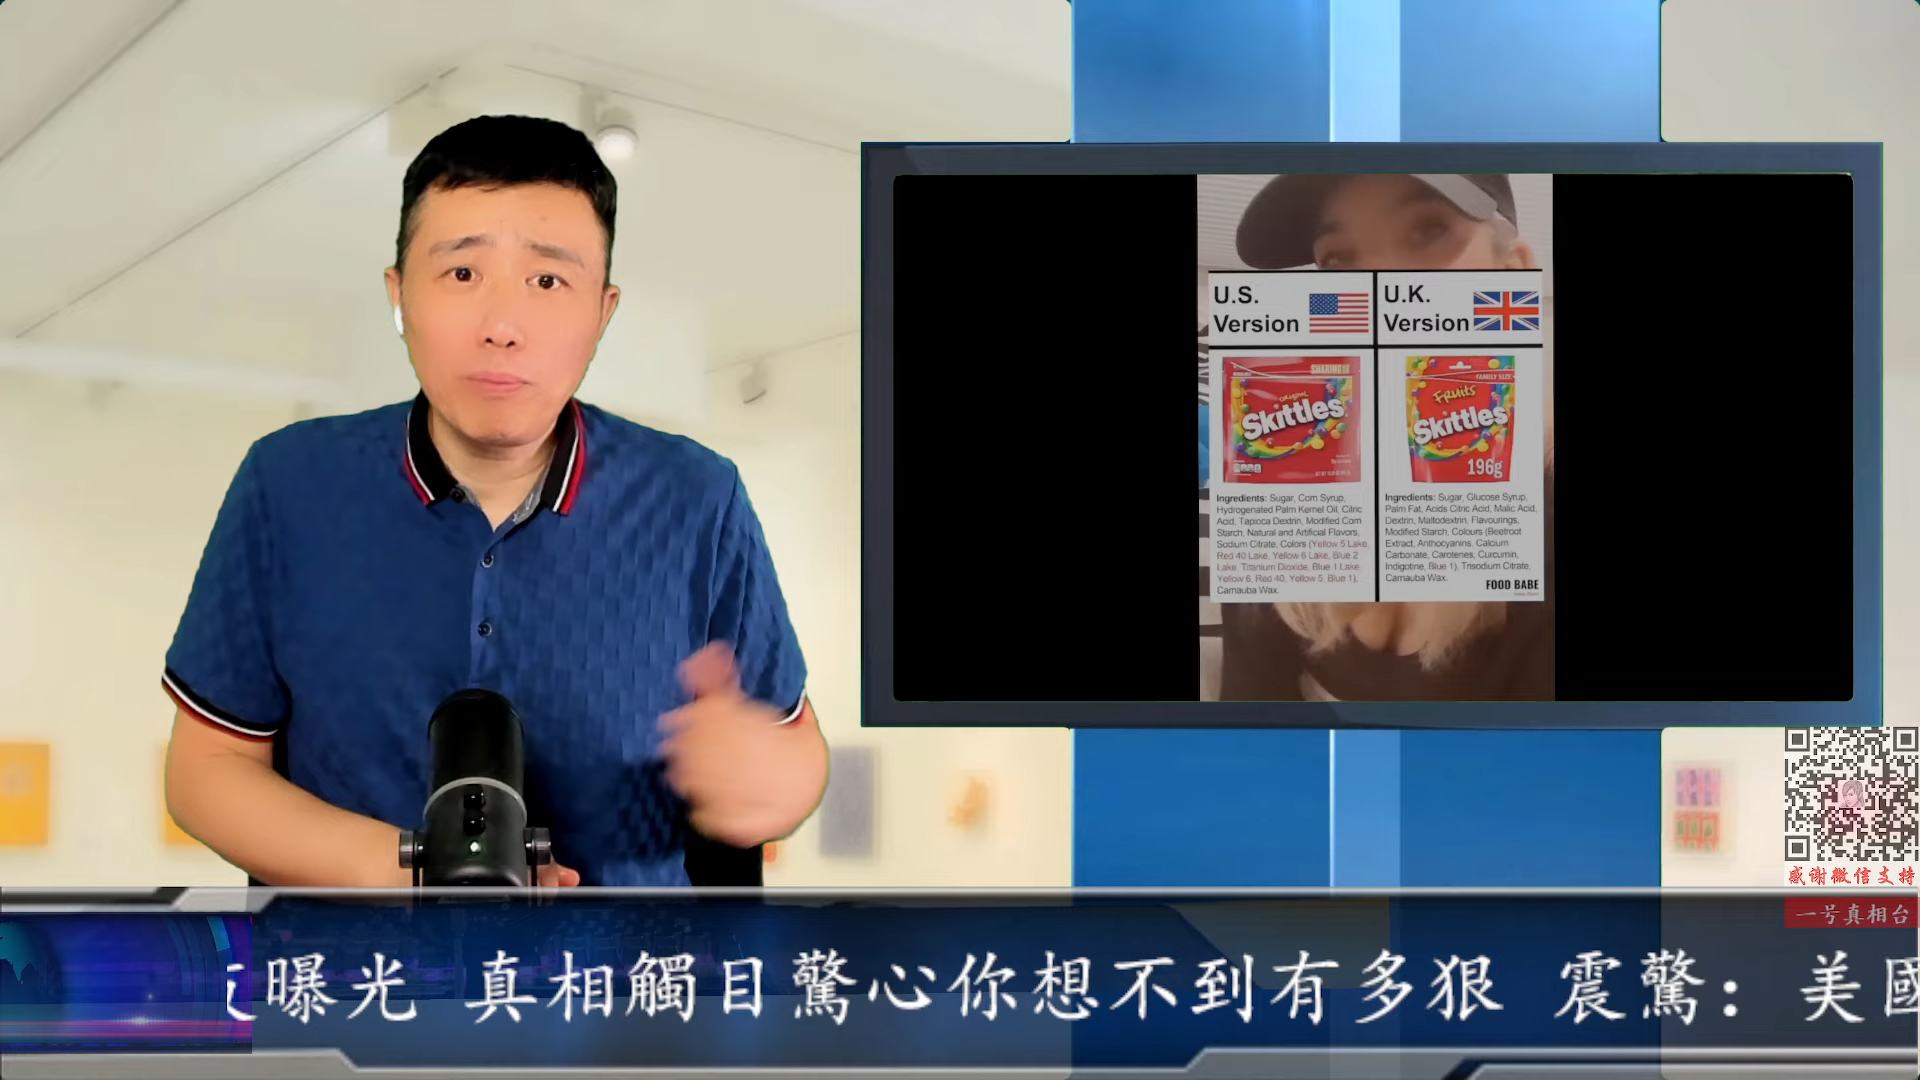 U.S.
Version
U.K.
Version
SHARING
ORIGINAL
Skittles
FAMILY SIZE
Fruits
Skittles
196g
Ingredients: Sugar, Corn Syrup,
Hydrogenated Palm Kernel Oil, Citric
Acid, Tapioca Dextrin, Modified Corn
Starch, Natural and Artificial Flavors,
Sodium Citrate, Colors (Yellow 5 Lake,
Red 40 Lake, Yellow 6 Lake, Blue 2
Lake, Titanium Dioxide, Blue 1 Lake,
Yellow 6, Red 40, Yellow 5, Blue 1),
Carnauba Wax.
Ingredients: Sugar, Glucose Syrup,
Palm Fat, Acids Citric Acid, Malic Acid,
Dextrin, Maltodextrin, Flavourings,
Modified Starch, Colours (Beetroot
Extract, Anthocyanins, Calcium
Carbonate, Carotenes, Curcumin,
Indigotine, Blue 1), Trisodium Citrate,
Carnauba Wax.
FOOD BABE
感谢微信支持
一号真相台
曝光 真相觸目驚心你想不到有多狠 震驚：美國